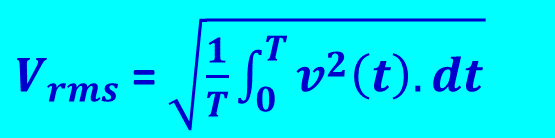 V_rms = √(1/T ∫₀ᵀ v²(t). dt)